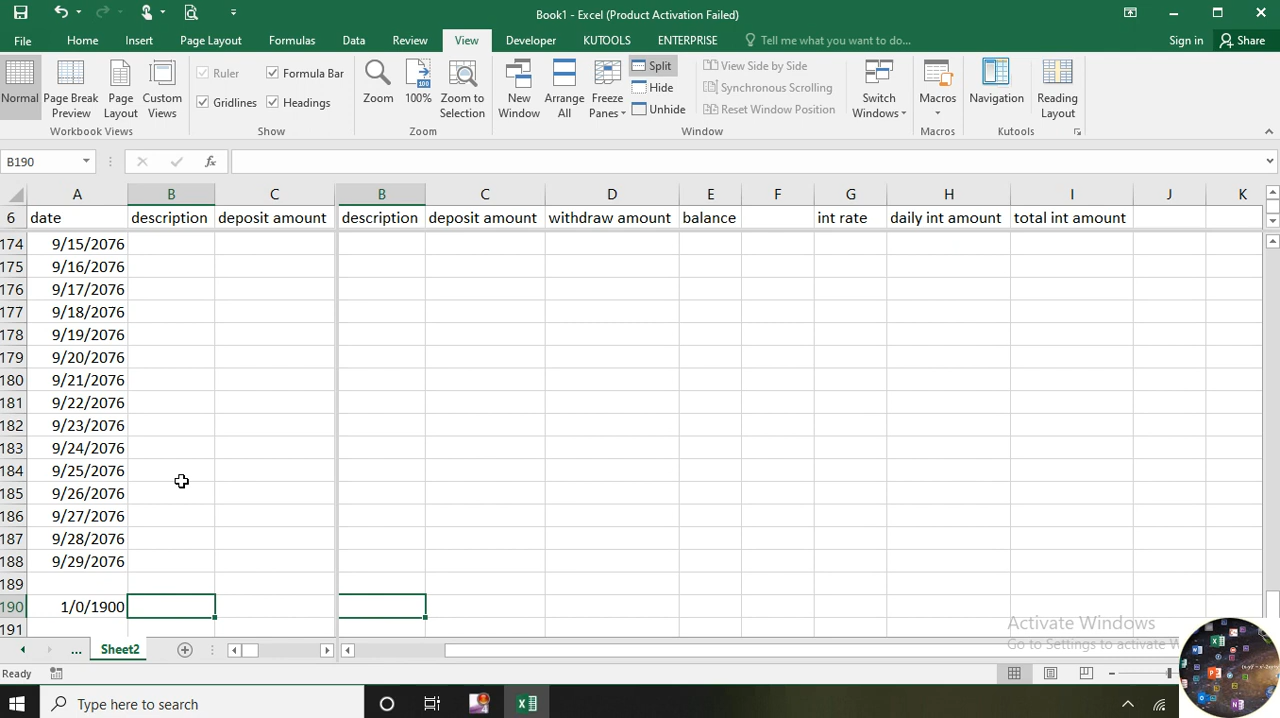 Book1 - Excel (Product Activation Failed)
File Home Insert Page Layout Formulas Data Review View Developer KUTOOLS ENTERPRISE Tell me what you want to do... Sign in Share
Normal Page Break Preview Page Layout Custom Views
Workbook Views
Ruler Formula Bar
Gridlines Headings
Show
Zoom 100% Zoom to Selection
Zoom
New Window Arrange All Freeze Panes
Split
Hide
Unhide
View Side by Side
Synchronous Scrolling
Reset Window Position
Switch Windows
Window
Macros
Macros
Navigation Reading Layout
Kutools
B190 fx
A B C B C D E F G H I J K
6 date description deposit amount description deposit amount withdraw amount balance int rate daily int amount total int amount
174 9/15/2076
175 9/16/2076
176 9/17/2076
177 9/18/2076
178 9/19/2076
179 9/20/2076
180 9/21/2076
181 9/22/2076
182 9/23/2076
183 9/24/2076
184 9/25/2076
185 9/26/2076
186 9/27/2076
187 9/28/2076
188 9/29/2076
189
190 1/0/1900
191
Activate Windows
Go to Settings to activate W
... Sheet2
Ready
Type here to search